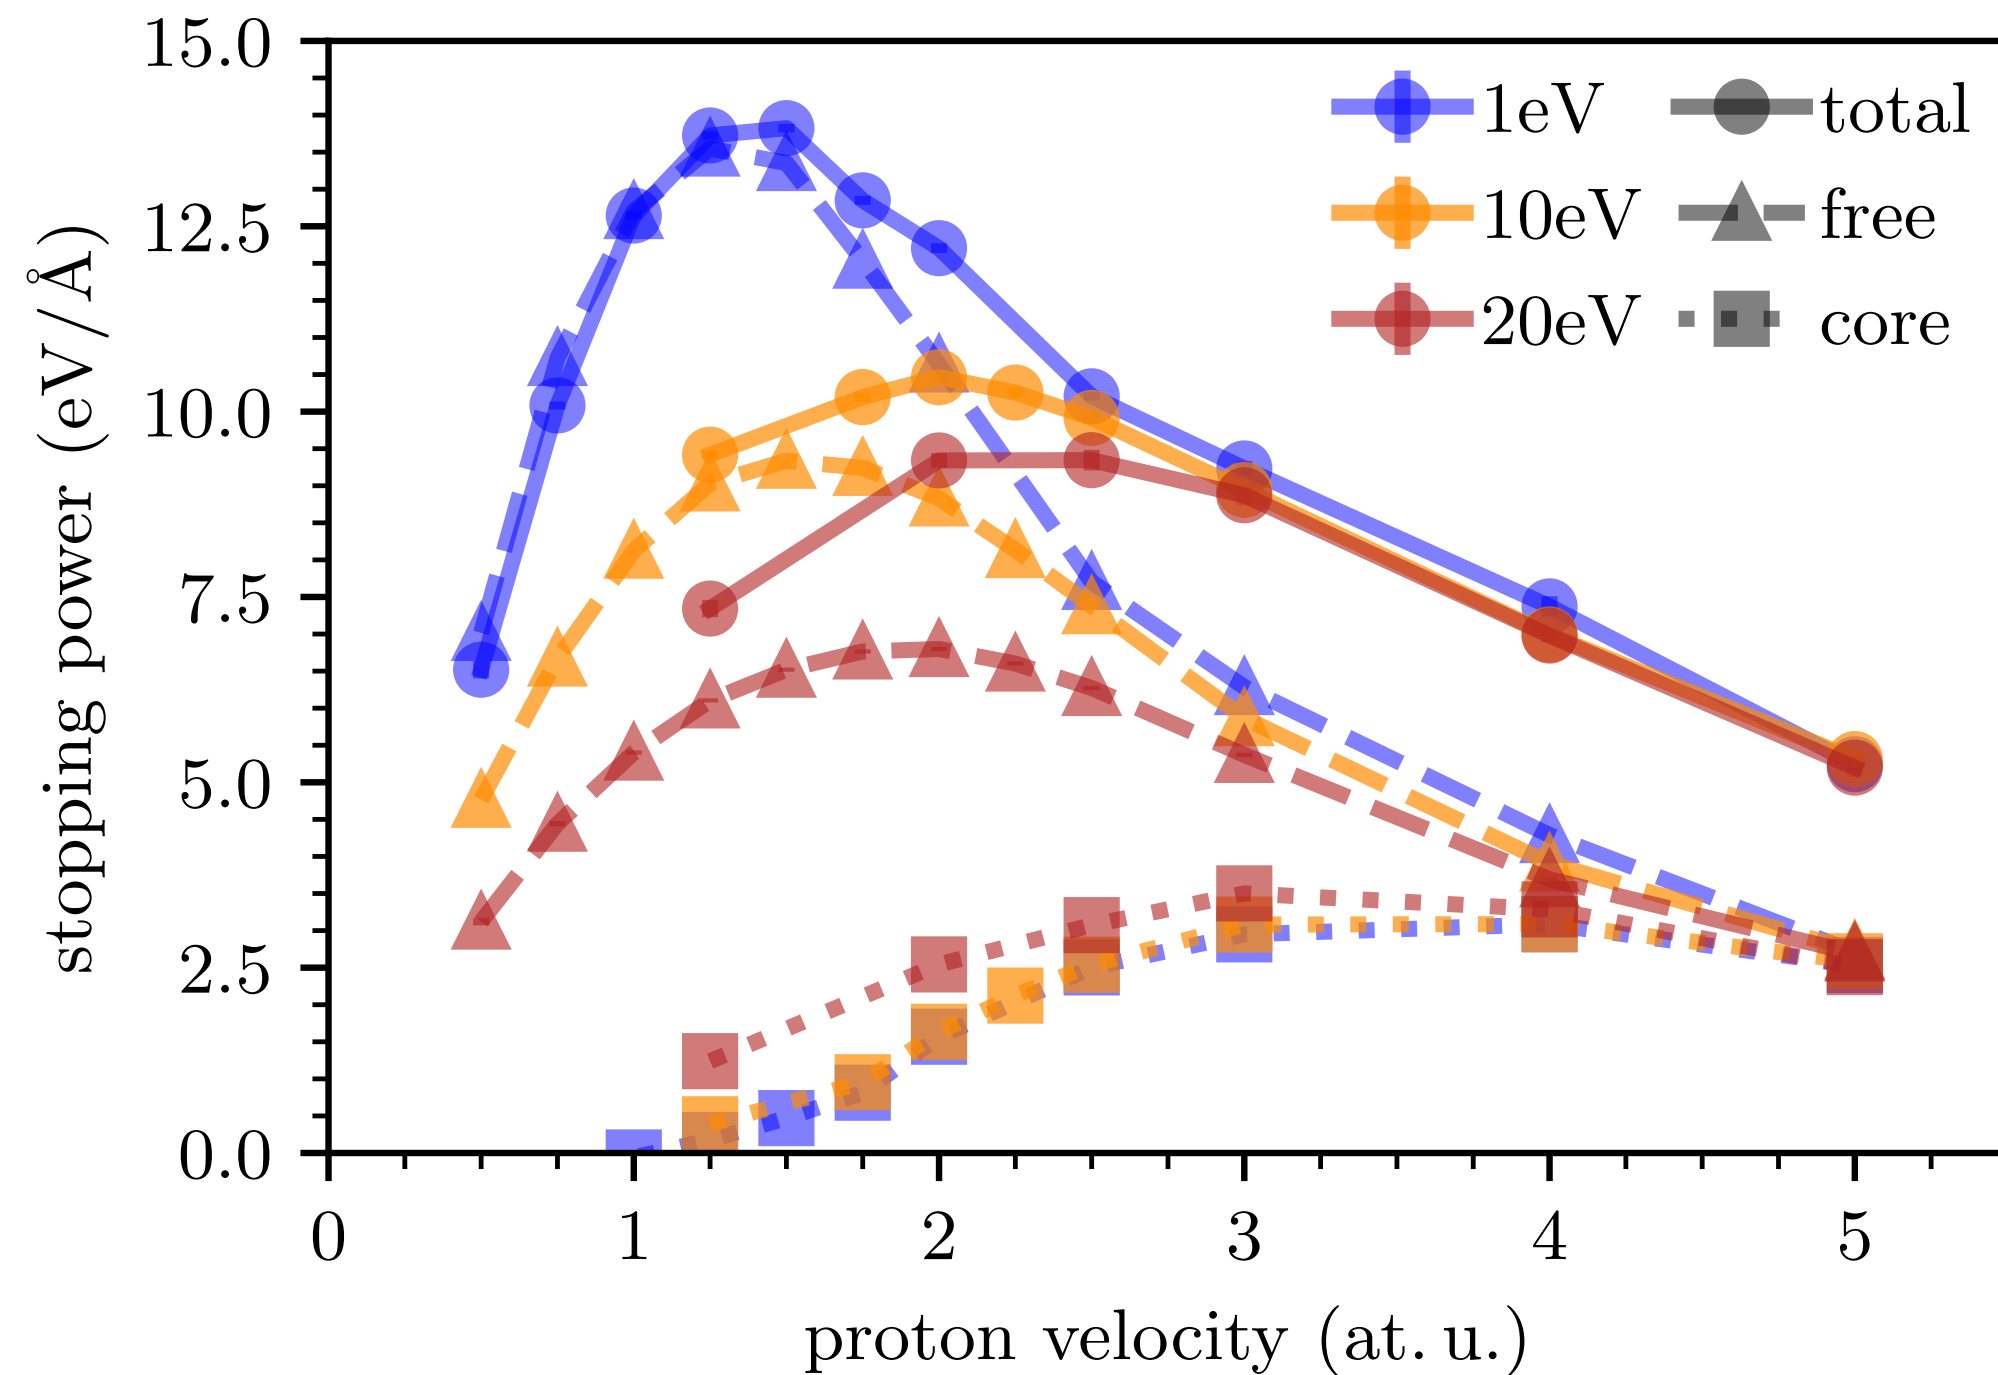 15.0
12.5
10.0
7.5
5.0
2.5
0.0
stopping power (eV/Å)
1eV
total
10eV
free
20eV
core
0 1 2 3 4 5
proton velocity (at. u.)